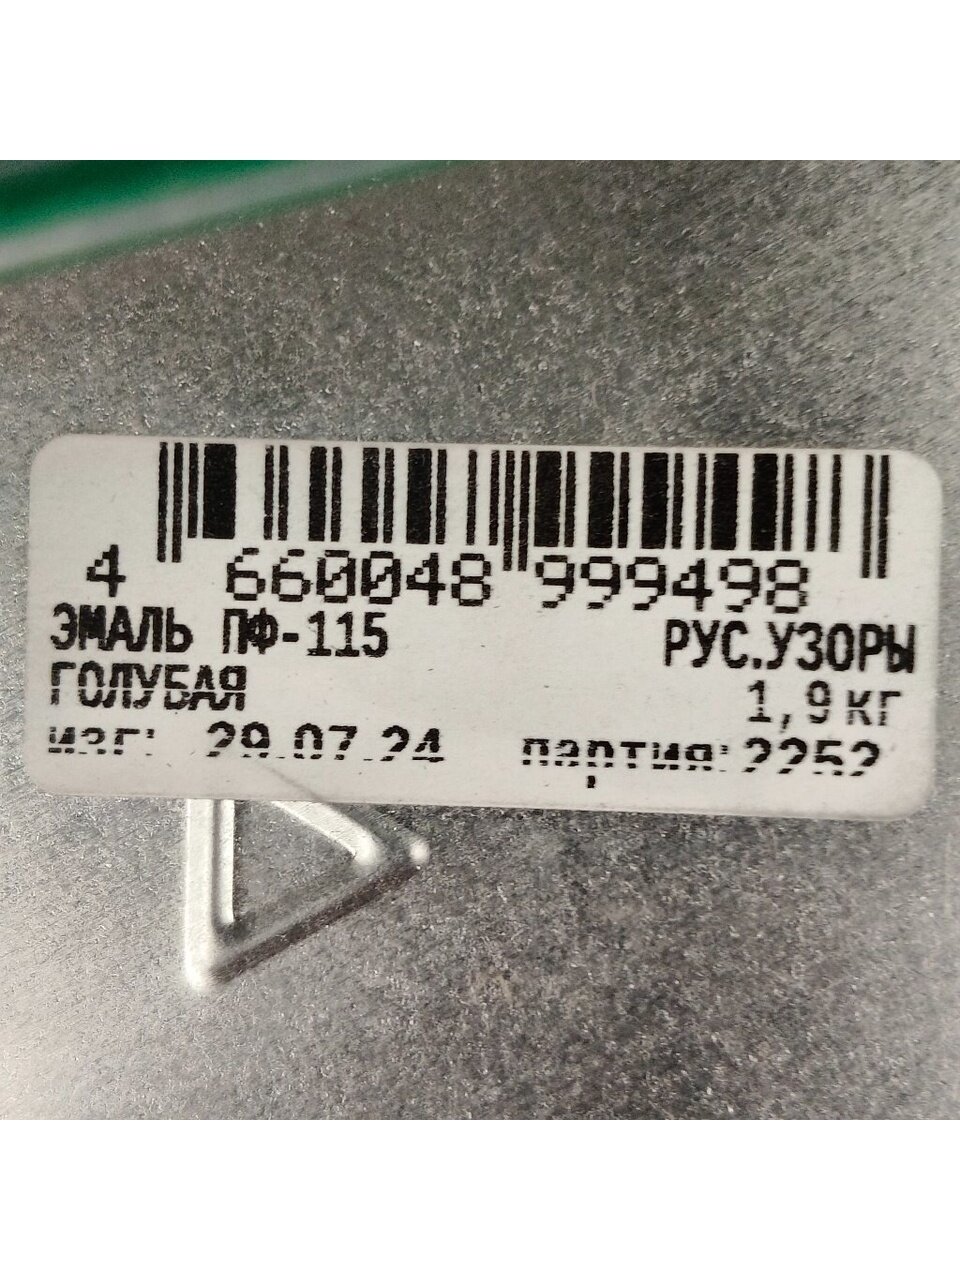 4 660048 999498
ЭМАЛЬ ПФ-115 РУС.УЗОРЫ
ГОЛУБАЯ 1,9 кг
изг: 29.07.24 партия:2252